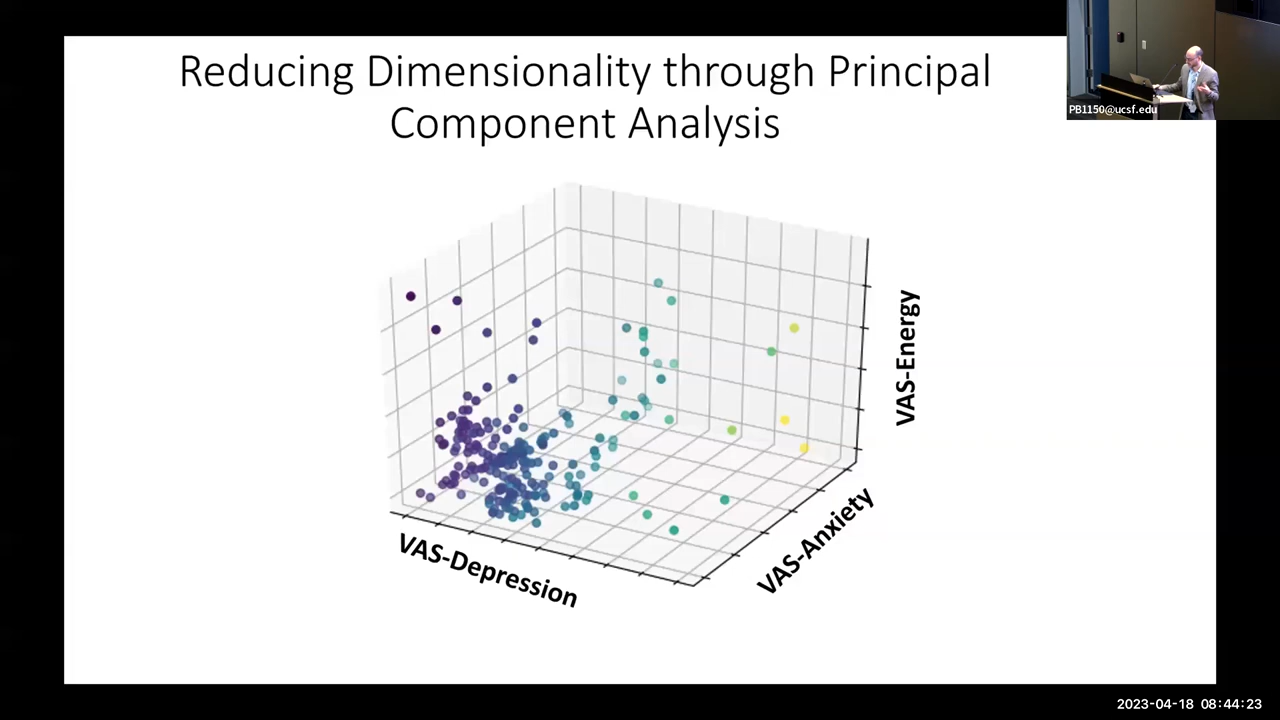 Reducing Dimensionality through Principal
Component Analysis
PB1150@ucsf.edu
VAS-Energy
VAS-Anxiety
VAS-Depression
2023-04-18 08:44:23